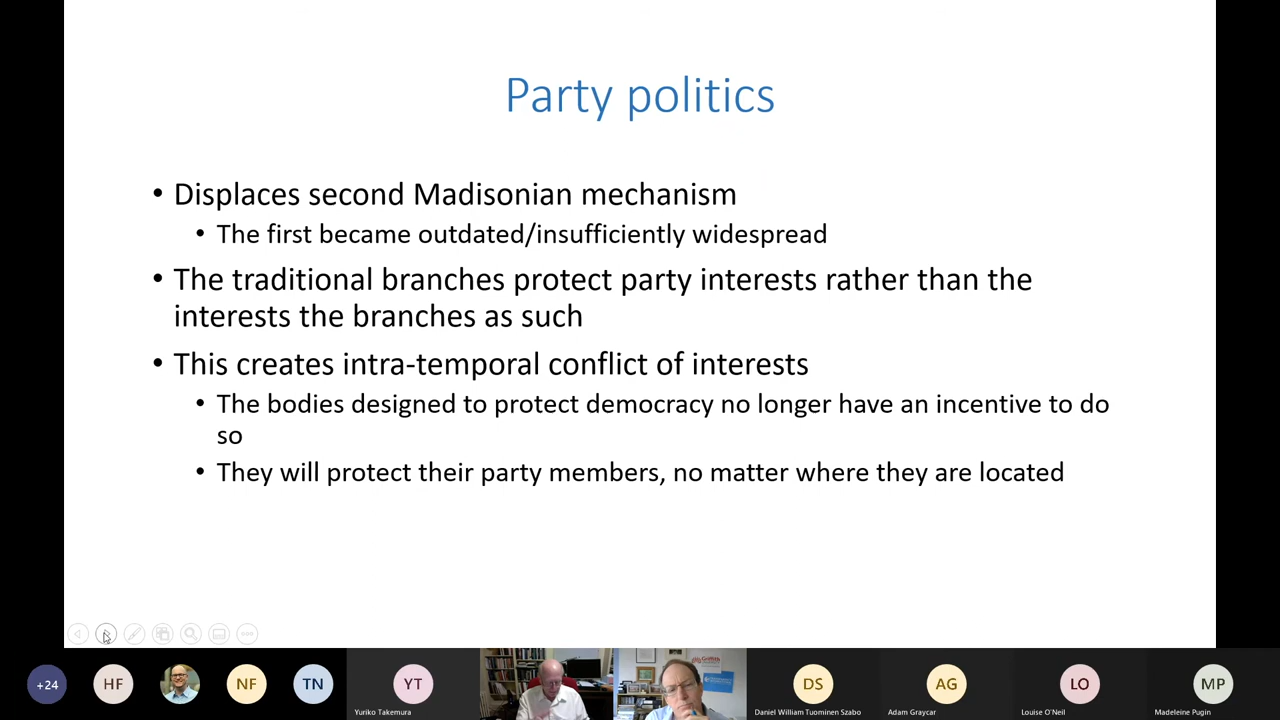 Party politics
• Displaces second Madisonian mechanism
• The first became outdated/insufficiently widespread
• The traditional branches protect party interests rather than the
interests the branches as such
• This creates intra-temporal conflict of interests
• The bodies designed to protect democracy no longer have an incentive to do
so
• They will protect their party members, no matter where they are located
+24
HF
NF
TN
YT
Yuriko Takemura
Griffith
DS
Daniel William Tuominen Szabo
AG
Adam Graycar
LO
Louise O'Neil
MP
Madeleine Pugin